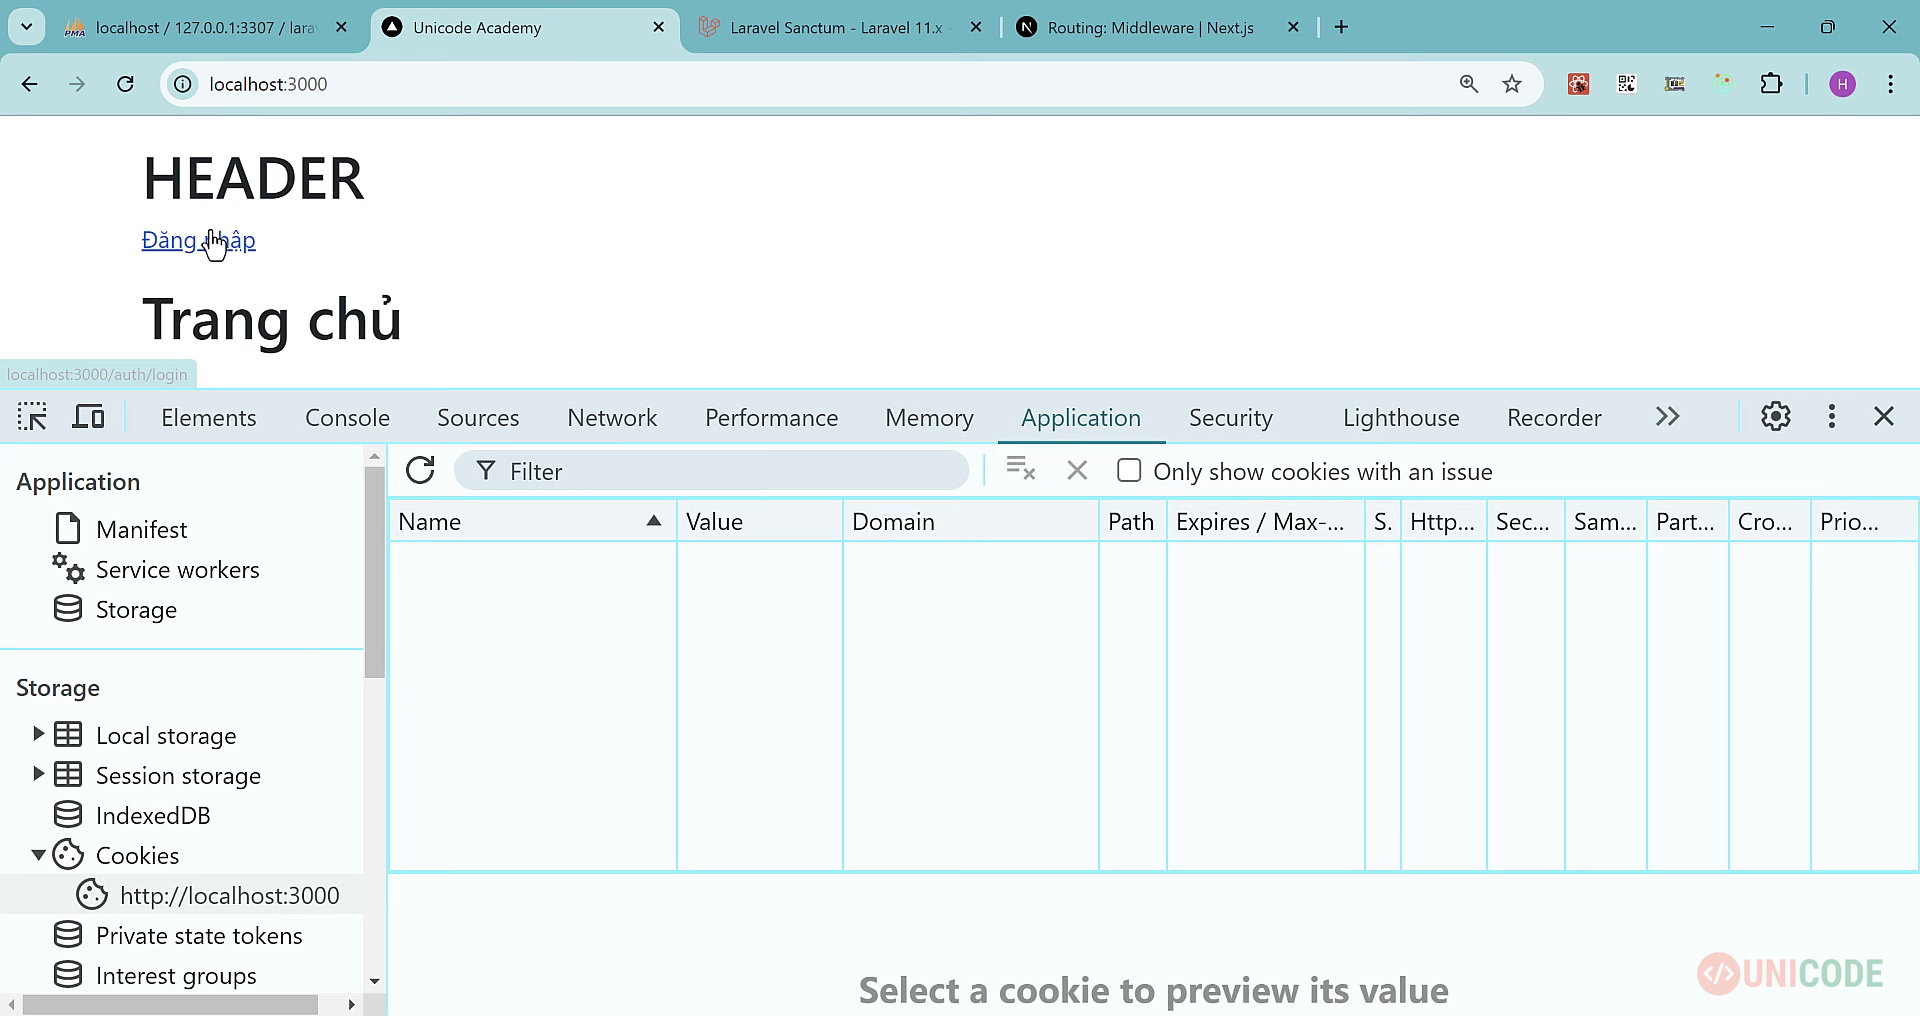 localhost / 127.0.0.1:3307 / lara
Unicode Academy
Laravel Sanctum - Laravel 11.x -
Routing: Middleware | Next.js
localhost:3000
H
HEADER
Đăng nhập
Trang chủ
localhost:3000/auth/login
Elements
Console
Sources
Network
Performance
Memory
Application
Security
Lighthouse
Recorder
Application
Manifest
Service workers
Storage
Storage
Local storage
Session storage
IndexedDB
Cookies
http://localhost:3000
Private state tokens
Interest groups
Filter
Only show cookies with an issue
Name
Value
Domain
Path
Expires / Max-...
S.
Http...
Sec...
Sam...
Part...
Cro...
Prio...
Select a cookie to preview its value
UNICODE